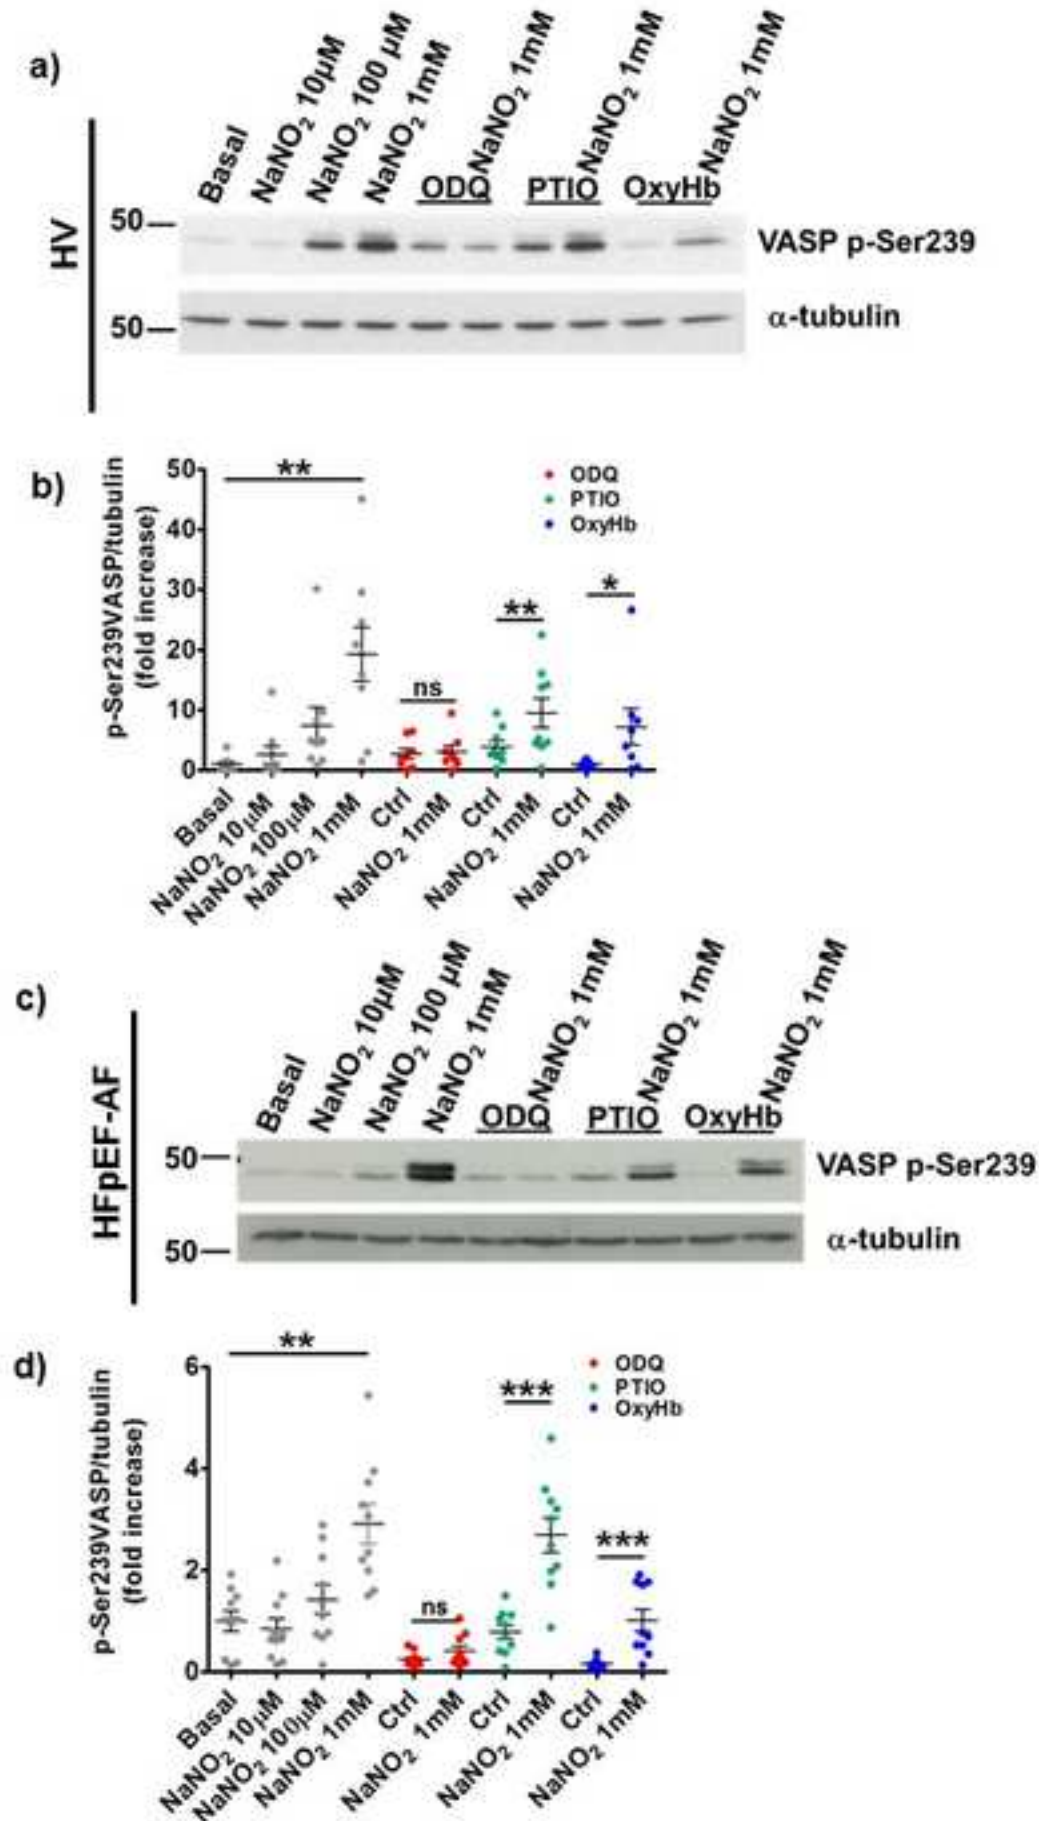 a)
Basal
NaNO₂ 10µM
NaNO₂ 100 µM
NaNO₂ 1mM
NaNO₂ 1mM
NaNO₂ 1mM
NaNO₂ 1mM
ODQ
PTIO
OxyHb
HV
50
VASP p-Ser239
50
α-tubulin
b)
p-Ser239VASP/tubulin
(fold increase)
50
40
30
20
10
0
**
ns
**
*
ODQ
PTIO
OxyHb
Basal
NaNO₂ 10µM
NaNO₂ 100µM
NaNO₂ 1mM
Ctrl
NaNO₂ 1mM
Ctrl
NaNO₂ 1mM
Ctrl
NaNO₂ 1mM
c)
Basal
NaNO₂ 10µM
NaNO₂ 100 µM
NaNO₂ 1mM
NaNO₂ 1mM
NaNO₂ 1mM
NaNO₂ 1mM
ODQ
PTIO
OxyHb
HFpEF-AF
50
VASP p-Ser239
50
α-tubulin
d)
p-Ser239VASP/tubulin
(fold increase)
6
4
2
0
**
ns
***
***
ODQ
PTIO
OxyHb
Basal
NaNO₂ 10µM
NaNO₂ 100µM
NaNO₂ 1mM
Ctrl
NaNO₂ 1mM
Ctrl
NaNO₂ 1mM
Ctrl
NaNO₂ 1mM